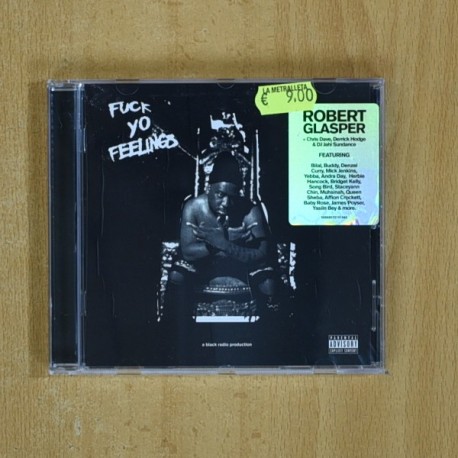 FUCK
YO
FEELINGS
LA METRALLETA
€ 9,00
ROBERT
GLASPER
+ Chris Dave, Derrick Hodge
& DJ Jahi Sundance
FEATURING
Bilal, Buddy, Denzel
Curry, Mick Jenkins,
Yebba, Andra Day, Herbie
Hancock, Bridget Kelly,
Song Bird, Staceyann
Chin, Muhsinah, Queen
Sheba, Affion Crockett,
Baby Rose, James Poyser,
Yasiin Bey & more.
a black radio production
PARENTAL
ADVISORY
EXPLICIT CONTENT